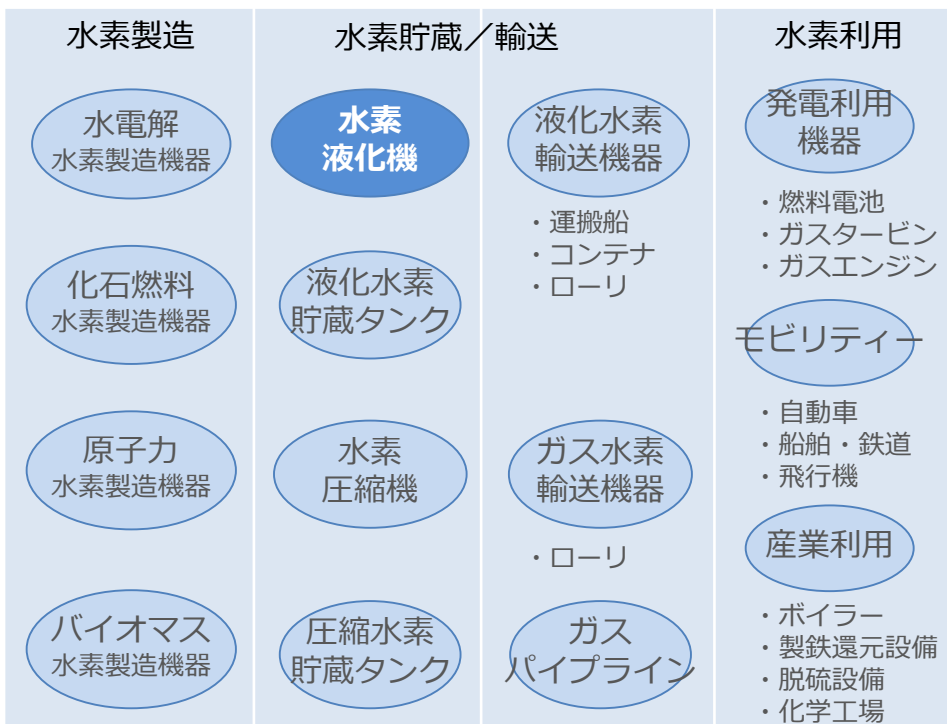 水素製造
水電解
水素製造機器
化石燃料
水素製造機器
原子力
水素製造機器
バイオマス
水素製造機器
水素貯蔵／輸送
水素
液化機
液化水素
貯蔵タンク
水素
圧縮機
圧縮水素
貯蔵タンク
液化水素
輸送機器
・運搬船
・コンテナ
・ローリ
ガス水素
輸送機器
・ローリ
ガス
パイプライン
水素利用
発電利用
機器
・燃料電池
・ガスタービン
・ガスエンジン
モビリティー
・自動車
・船舶・鉄道
・飛行機
産業利用
・ボイラー
・製鉄還元設備
・脱硫設備
・化学工場